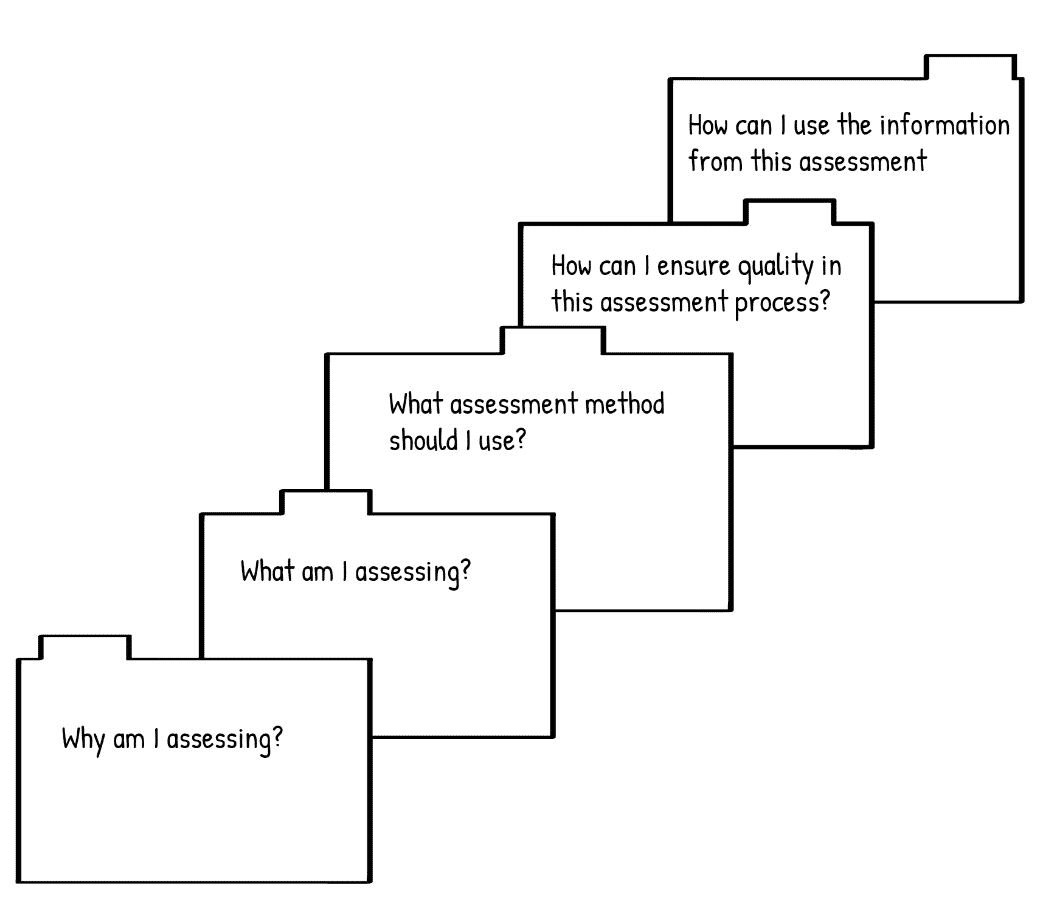 How can I use the information
from this assessment
How can I ensure quality in
this assessment process?
What assessment method
should I use?
What am I assessing?
Why am I assessing?